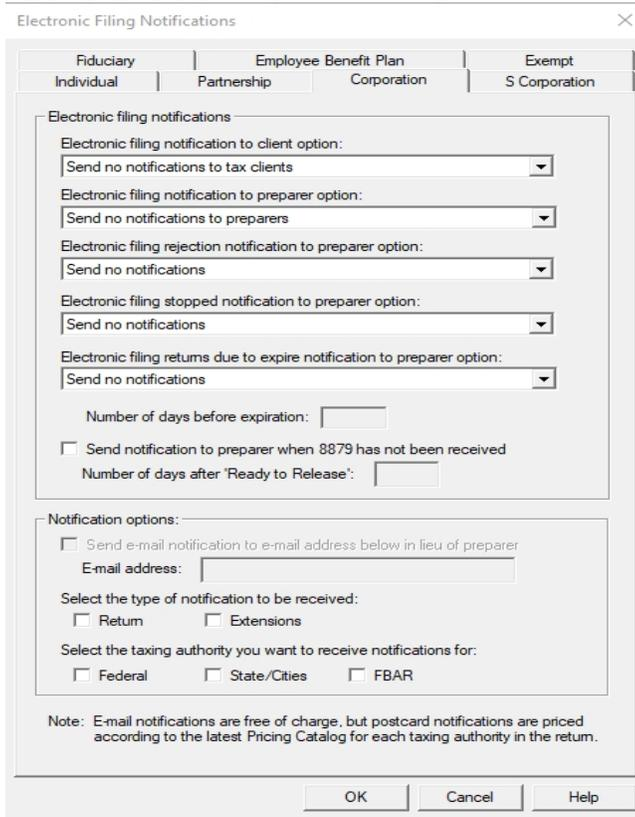 Electronic Filing Notifications
Fiduciary Employee Benefit Plan Exempt
Individual Partnership Corporation S Corporation
Electronic filing notifications
Electronic filing notification to client option:
Send no notifications to tax clients
Electronic filing notification to preparer option:
Send no notifications to preparers
Electronic filing rejection notification to preparer option:
Send no notifications
Electronic filing stopped notification to preparer option:
Send no notifications
Electronic filing returns due to expire notification to preparer option:
Send no notifications
Number of days before expiration:
Send notification to preparer when 8879 has not been received
Number of days after "Ready to Release":
Notification options:
Send e-mail notification to e-mail address below in lieu of preparer
E-mail address:
Select the type of notification to be received:
Return Extensions
Select the taxing authority you want to receive notifications for:
Federal State/Cities FBAR
Note: E-mail notifications are free of charge, but postcard notifications are priced
according to the latest Pricing Catalog for each taxing authority in the return.
OK Cancel Help